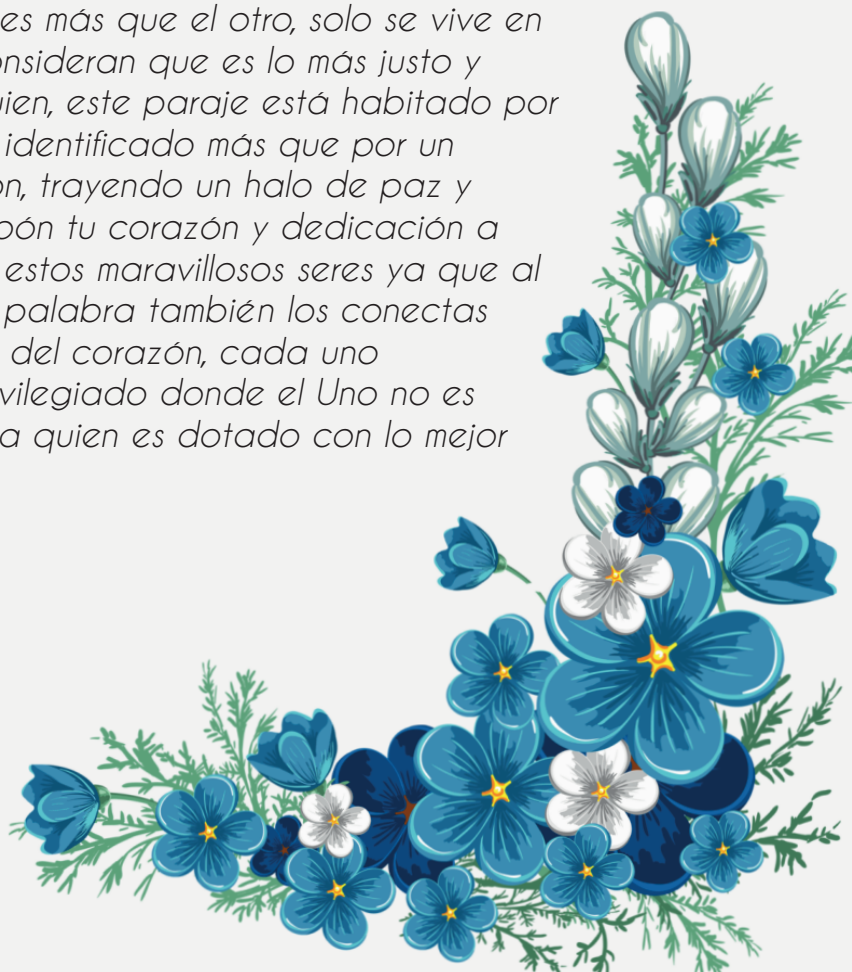 es más que el otro, solo se vive en
onsideran que es lo más justo y
uien, este paraje está habitado por
identificado más que por un
ón, trayendo un halo de paz y
pón tu corazón y dedicación a
estos maravillosos seres ya que al
palabra también los conectas
del corazón, cada uno
vilegiado donde el Uno no es
a quien es dotado con lo mejor